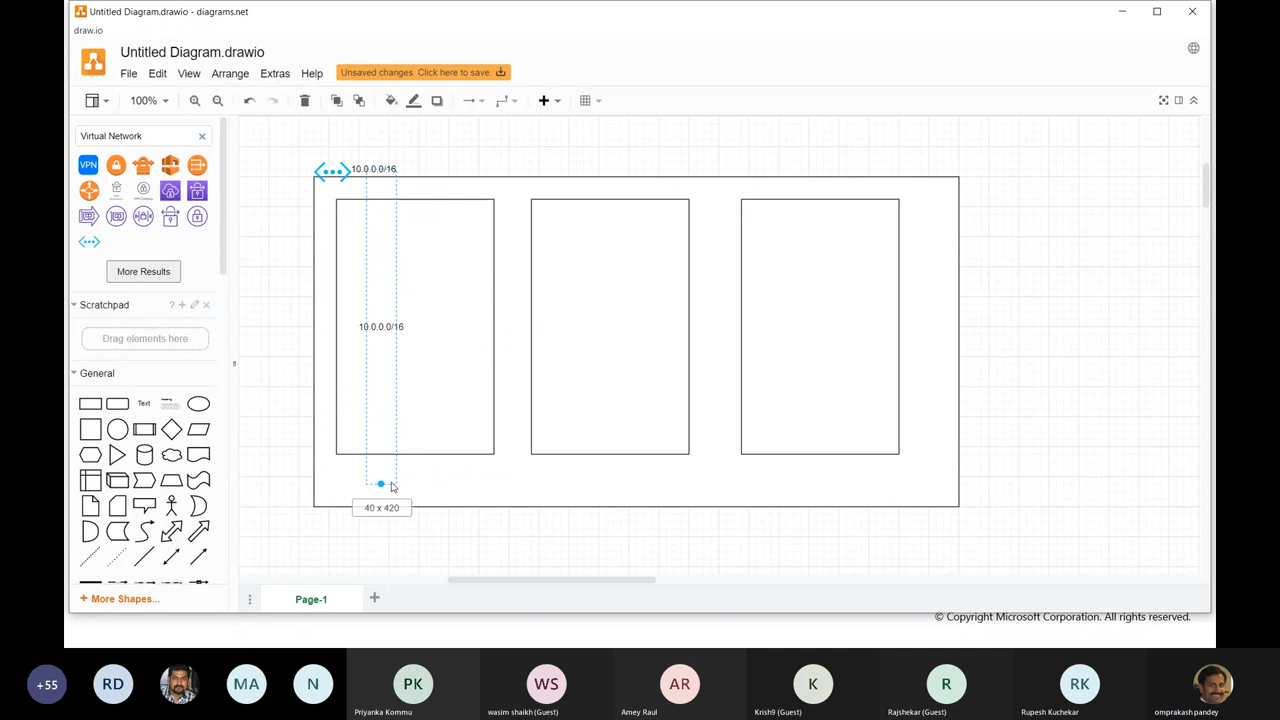 Untitled Diagram.drawio - diagrams.net
draw.io
Untitled Diagram.drawio
File Edit View Arrange Extras Help
Unsaved changes. Click here to save.
100%
Virtual Network
VPN
More Results
Scratchpad
?
Drag elements here
General
Text
Heading
More Shapes...
10.0.0.0/16
10.0.0.0/16
40 x 420
Page-1
© Copyright Microsoft Corporation. All rights reserved.
+55
RD
MA
N
PK
WS
AR
K
R
RK
Priyanka Kommu
wasim shaikh (Guest)
Amey Raul
Krish9 (Guest)
Rajshekar (Guest)
Rupesh Kuchekar
omprakash pandey